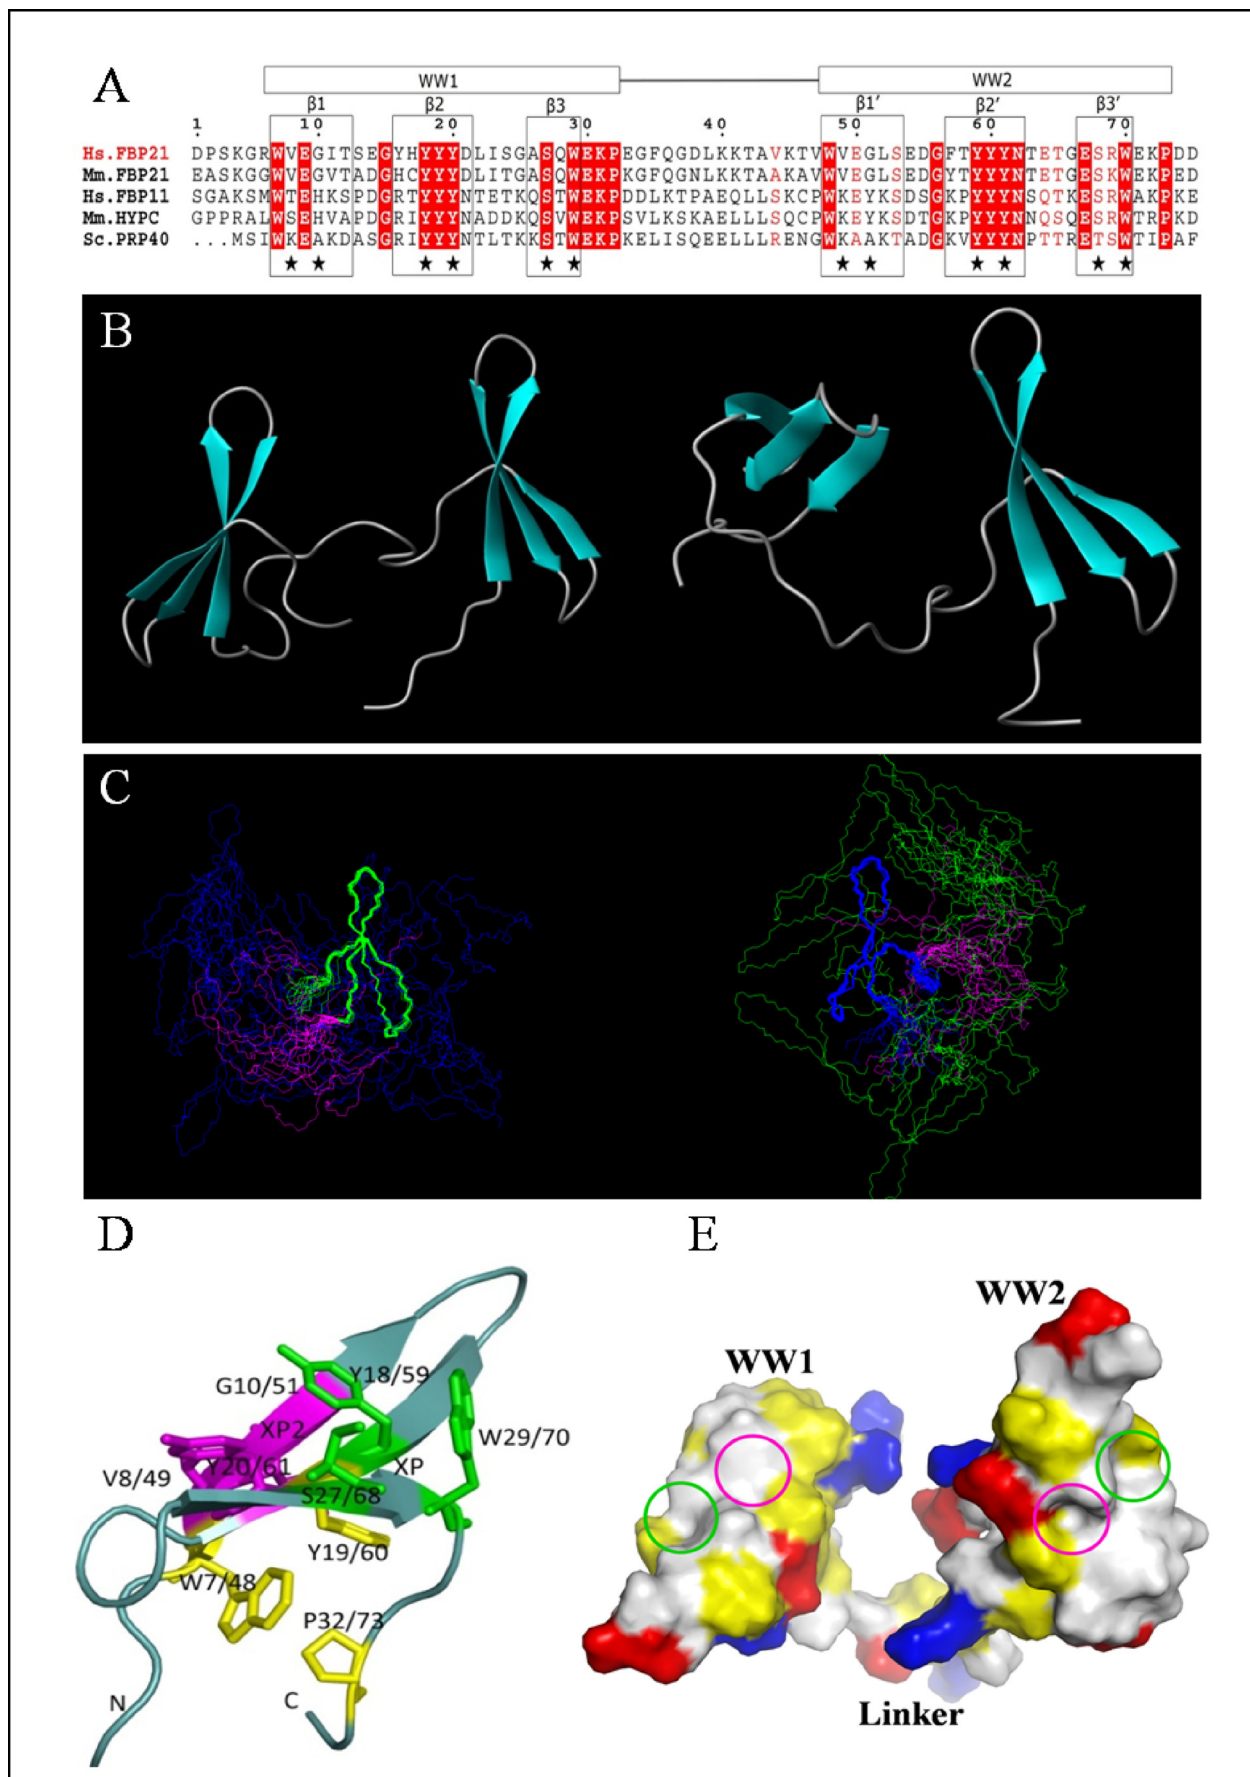 A
WW1 WW2
β1 β2 β3 β1′ β2′ β3′
1 10 20 30 40 50 60 70
Hs.FBP21 DPSKGRWVEGITSEGYHYYYDLISGASQWEKPEGFQGDLKKTAVKTVWVEGLSEDGFTYYYNTETGESRWEKPDD
Mm.FBP21 EASKGRWVEGVTADGHCYYYDLITGASQWEKPEGFQGNLKKTAAKAVWVEGLSEDGFTYYYNTETGESKWEKPED
Hs.FBP11 SGAKSMWTEHKSPDGRTYYYNTETKQSTWEKPDDLKTPAEQLLSKCPWKEYKSDSGKPYYYNSQTKESRWAKPKE
Mm.HYPC GPPRALWSEHKAPDGRIYYYNADDKQSVWEKPSVLKSKAELLLSQCPWKEYKSDTGKPYYYNNQSQESRWTRPKD
Sc.PRP40 ...MSIWKEAKDASGRIYYYNTLTKKSTWEKPKELISQEELLLRENGWKAAKTADGKVYYYNPTTRETSWTIPAF
★ ★ ★ ★ ★ ★ ★ ★ ★ ★ ★ ★
B
C
D
G10/51
Y18/59
XP2
W29/70
V8/49
Y20/61
XP
S27/68
Y19/60
W7/48
P32/73
N
C
E
WW2
WW1
Linker